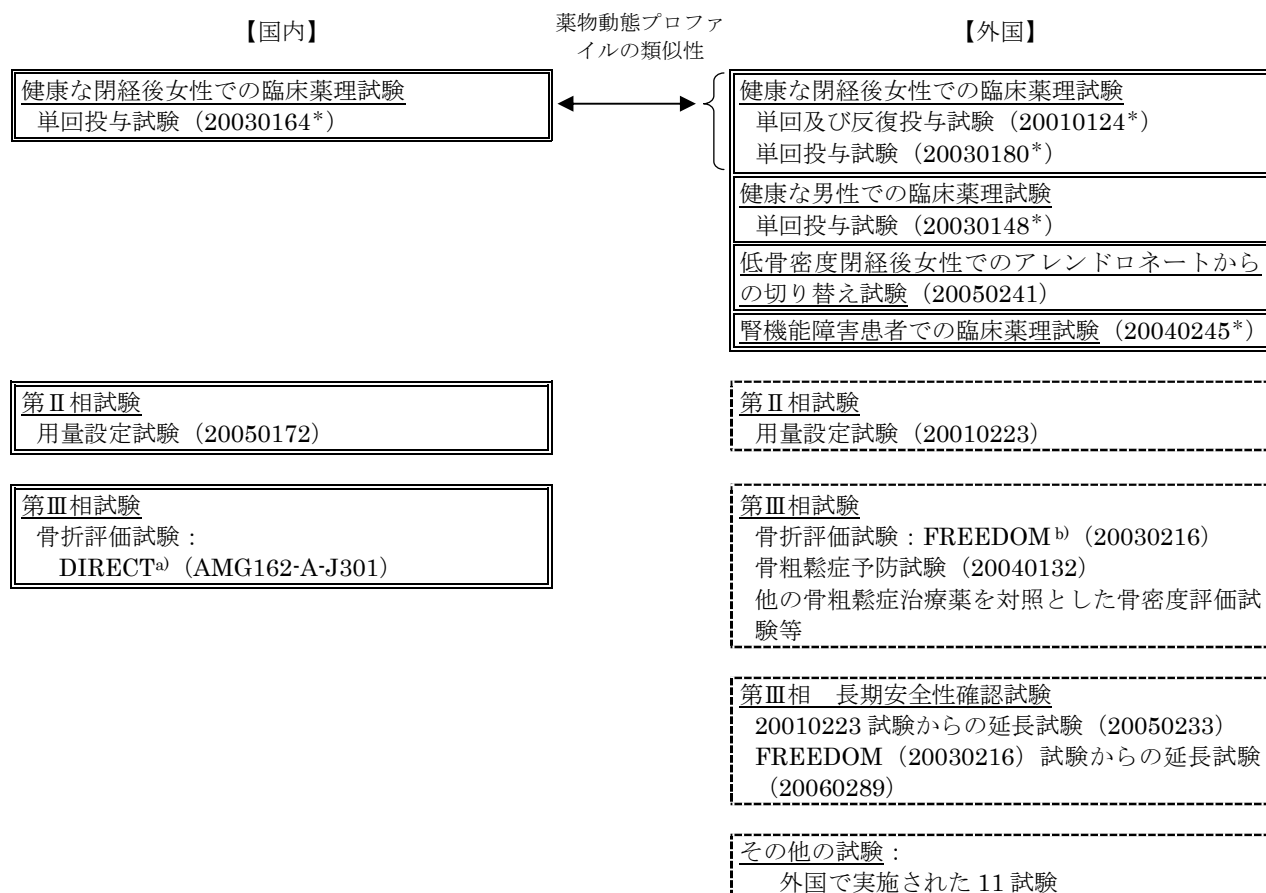 【国内】
薬物動態プロファ
イルの類似性
【外国】
健康な閉経後女性での臨床薬理試験
単回投与試験（20030164*）
健康な閉経後女性での臨床薬理試験
単回及び反復投与試験（20010124*）
単回投与試験（20030180*）
健康な男性での臨床薬理試験
単回投与試験（20030148*）
低骨密度閉経後女性でのアレンドロネートから
の切り替え試験（20050241）
腎機能障害患者での臨床薬理試験（20040245*）
第Ⅱ相試験
用量設定試験（20050172）
第Ⅱ相試験
用量設定試験（20010223）
第Ⅲ相試験
骨折評価試験：
DIRECTa)（AMG162-A-J301）
第Ⅲ相試験
骨折評価試験：FREEDOM b)（20030216）
骨粗鬆症予防試験（20040132）
他の骨粗鬆症治療薬を対照とした骨密度評価試
験等
第Ⅲ相　長期安全性確認試験
20010223 試験からの延長試験（20050233）
FREEDOM（20030216）試験からの延長試験
（20060289）
その他の試験：
外国で実施された 11 試験